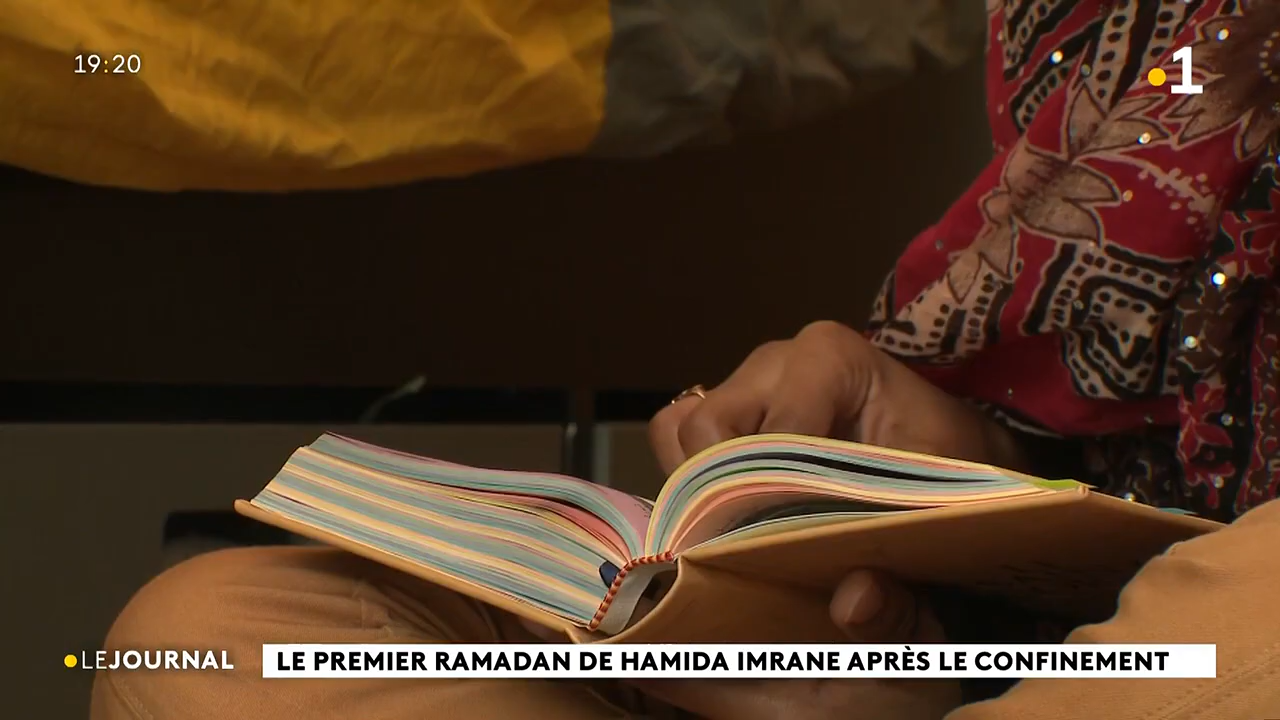 19:20
1
LEJOURNAL
LE PREMIER RAMADAN DE HAMIDA IMRANE APRÈS LE CONFINEMENT